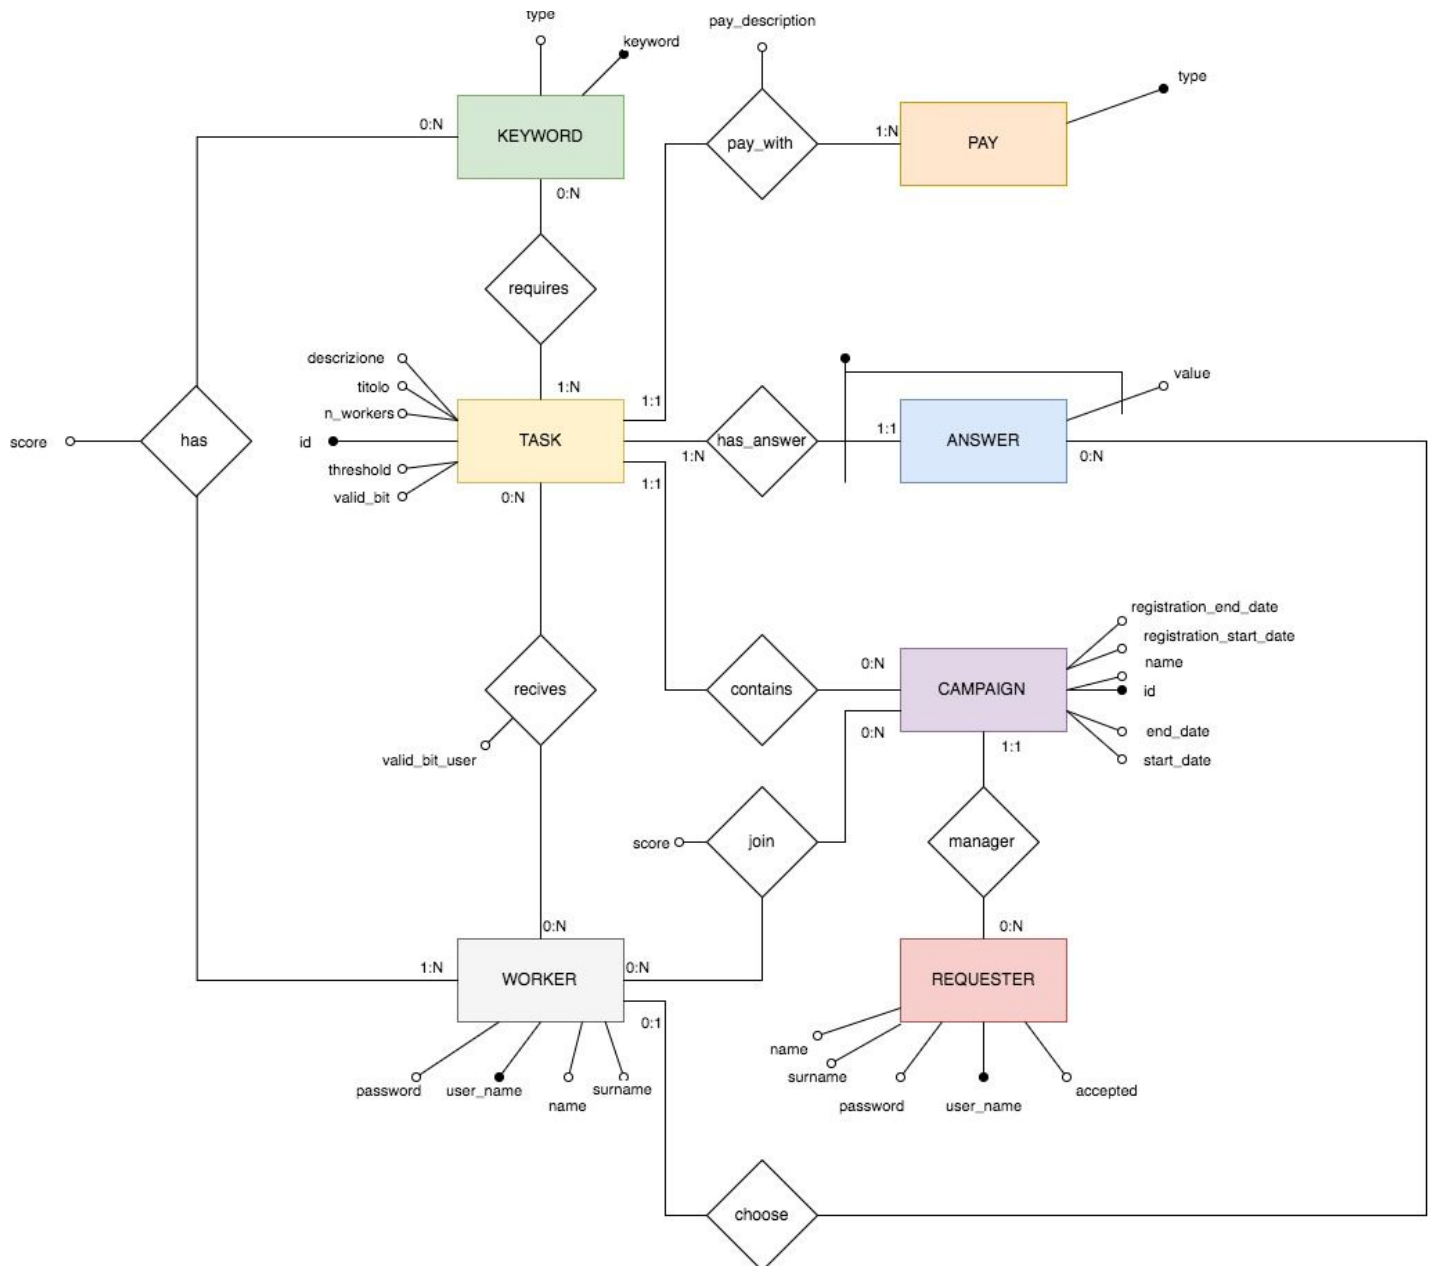 type
pay_description
keyword
type
0:N
KEYWORD
1:N
pay_with
PAY
0:N
requires
descrizione
titolo
1:N
1:1
value
n_workers
score
has
id
TASK
has_answer
1:1
ANSWER
1:N
0:N
threshold
1:1
valid_bit
0:N
registration_end_date
registration_start_date
0:N
name
recives
contains
CAMPAIGN
id
0:N
end_date
1:1
valid_bit_user
start_date
score
join
manager
0:N
0:N
1:N
0:N
WORKER
REQUESTER
0:1
name
surname
password
user_name
surname
accepted
name
password
user_name
choose